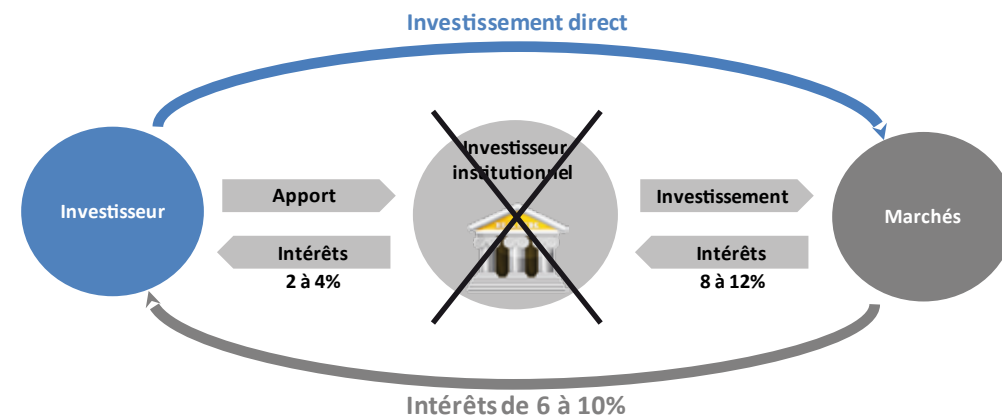 Investissement direct
Investisseur
institutionnel
Apport
Investissement
Investisseur
Marchés
Intérêts
2 à 4%
Intérêts
8 à 12%
Intérêts de 6 à 10%